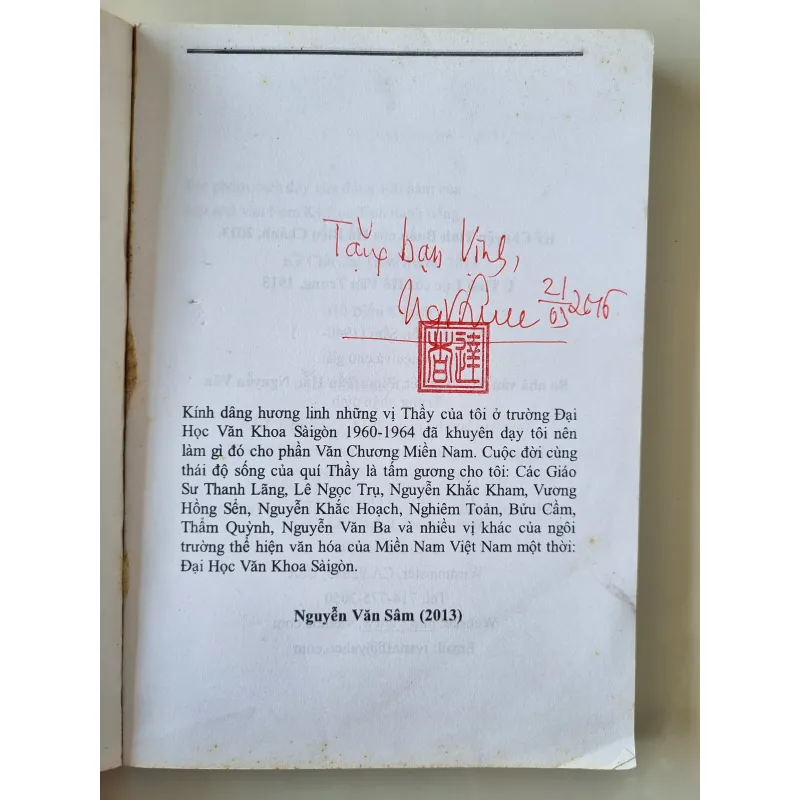 Tặng bạn Vĩnh,
21/03 2016
Kính dâng hương linh những vị Thầy của tôi ở trường Đại
Học Văn Khoa Sàigòn 1960-1964 đã khuyên dạy tôi nên
làm gì đó cho phần Văn Chương Miền Nam. Cuộc đời cùng
thái độ sống của quí Thầy là tấm gương cho tôi: Các Giáo
Sư Thanh Lãng, Lê Ngọc Trụ, Nguyễn Khắc Kham, Vương
Hồng Sển, Nguyễn Khắc Hoạch, Nghiêm Toản, Bửu Cầm,
Thẩm Quỳnh, Nguyễn Văn Ba và nhiều vị khác của ngôi
trường thể hiện văn hóa của Miền Nam Việt Nam một thời:
Đại Học Văn Khoa Sàigòn.
Nguyễn Văn Sâm (2013)